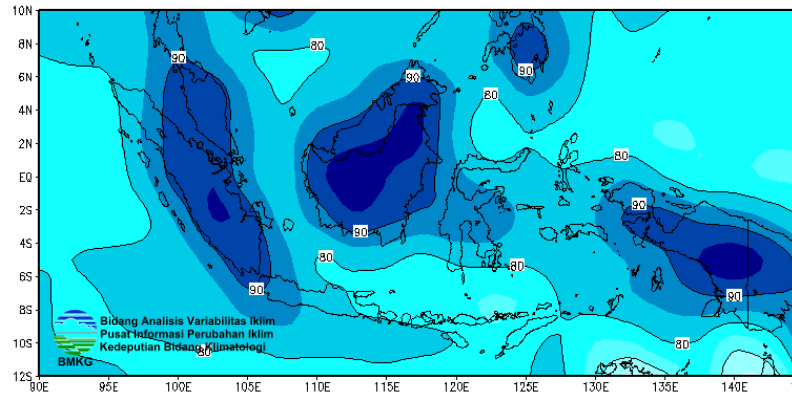 10N
8N
6N
4N
2N
EQ
2S
4S
6S
8S
10S
12S
90E 95E 100E 105E 110E 115E 120E 125E 130E 135E 140E
90
80
90
90
80
80
80
90
90
80
80
90
90
80
80
Bidang Analisis Variabilitas Iklim
Pusat Informasi Perubahan Iklim
Kedeputian Bidang Klimatologi
BMKG